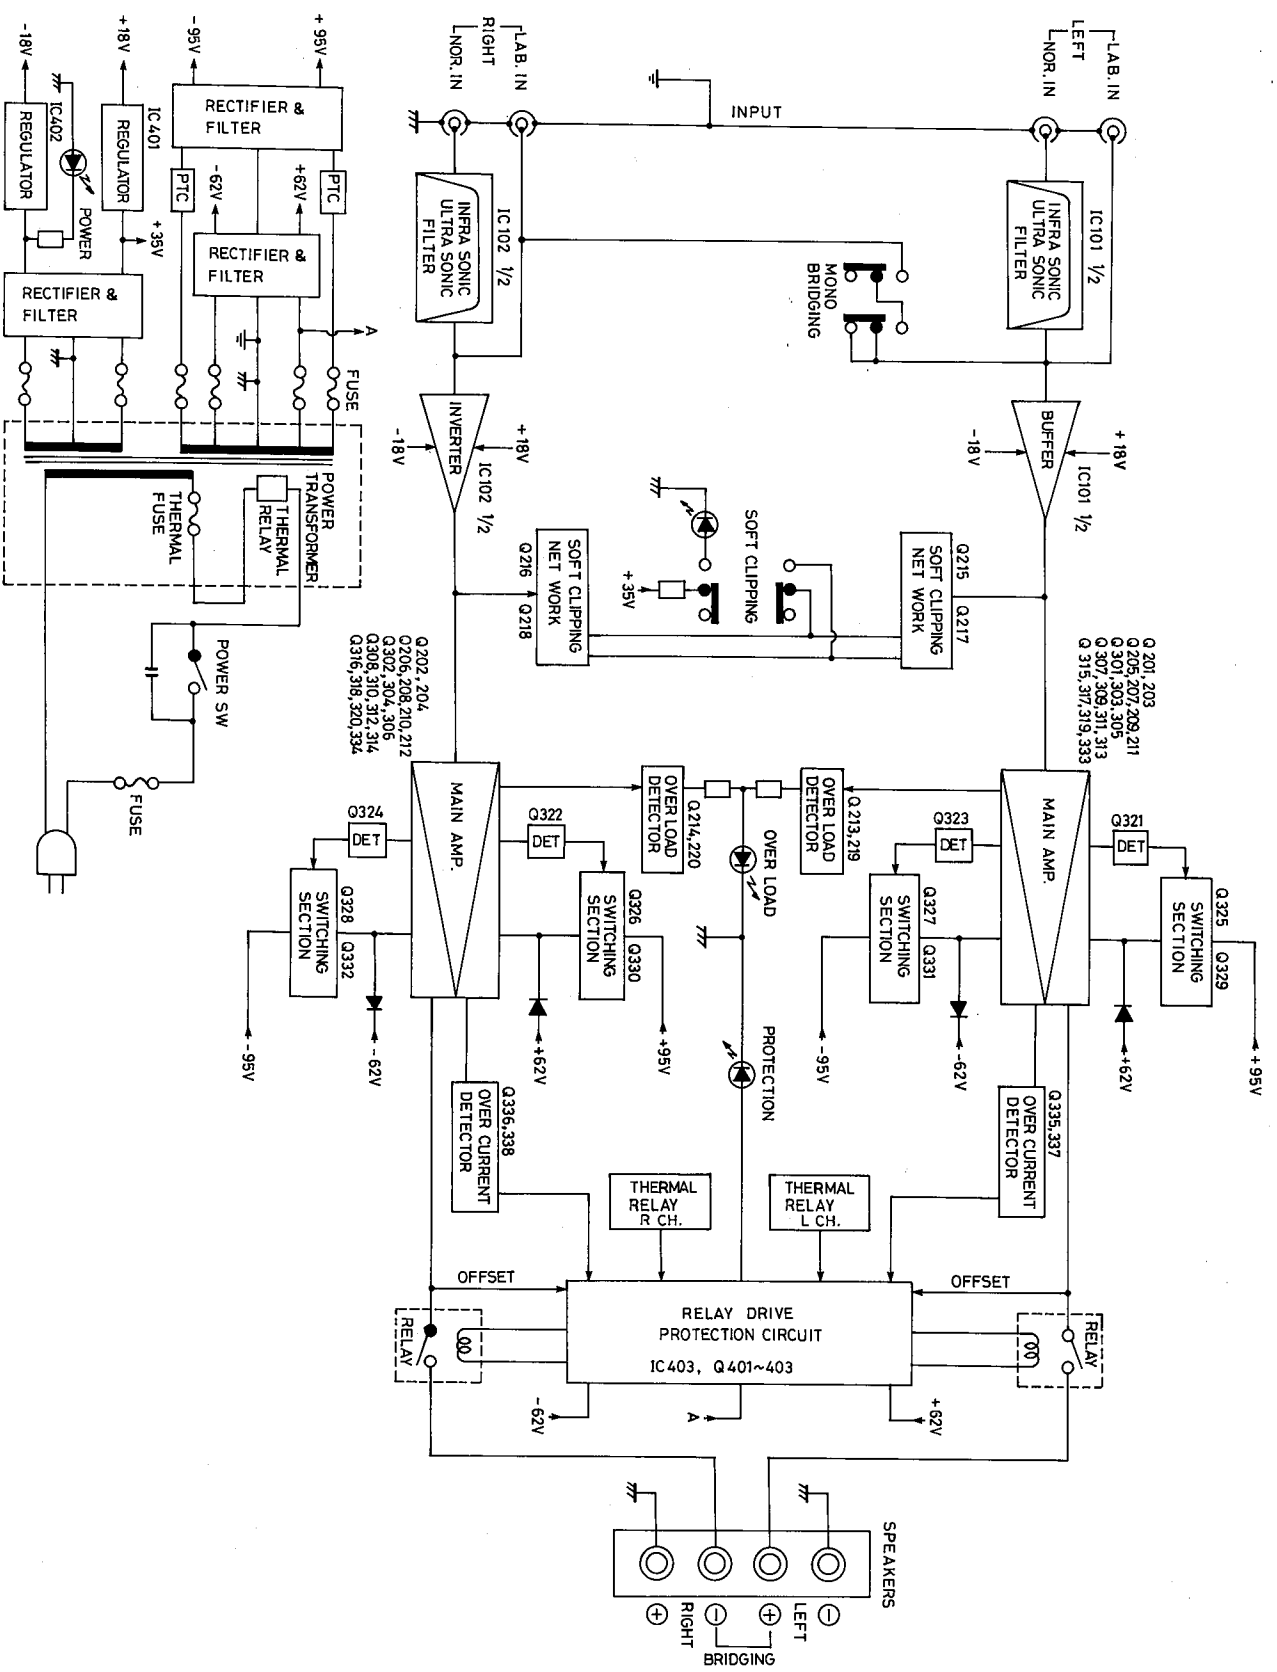 LEFT
LAB. IN
NOR. IN
RIGHT
LAB. IN
NOR. IN
INPUT
IC101 1/2
INFRA SONIC
ULTRA SONIC
FILTER
IC102 1/2
INFRA SONIC
ULTRA SONIC
FILTER
MONO
BRIDGING
BUFFER
+18V
-18V
IC101 1/2
INVERTER
+18V
-18V
IC102 1/2
SOFT CLIPPING
+35V
Q215
Q217
SOFT CLIPPING
NET WORK
Q216
Q218
SOFT CLIPPING
NET WORK
Q201, 203
Q205,207,209,211
Q301,303,305
Q307,309,311,313
Q315,317,319,333
Q202, 204
Q206,208,210,212
Q302,304,306
Q308,310,312,314
Q316,318,320,334
MAIN AMP.
MAIN AMP.
OVER LOAD
DETECTOR
Q213,219
OVER LOAD
DETECTOR
Q214,220
OVER LOAD
Q321
DET
Q323
DET
Q322
DET
Q324
DET
Q325
Q329
SWITCHING
SECTION
Q327
Q331
SWITCHING
SECTION
Q326
Q330
SWITCHING
SECTION
Q328
Q332
SWITCHING
SECTION
+95V
+62V
-62V
-95V
+95V
+62V
-62V
-95V
PROTECTION
Q335,337
OVER CURRENT
DETECTOR
Q336,338
OVER CURRENT
DETECTOR
THERMAL
RELAY
R CH.
THERMAL
RELAY
L CH.
OFFSET
OFFSET
RELAY DRIVE
PROTECTION CIRCUIT
IC403, Q401~403
RELAY
RELAY
-62V
A
+62V
SPEAKERS
LEFT
RIGHT
BRIDGING
+95V
-95V
+18V
-18V
RECTIFIER &
FILTER
IC401
REGULATOR
IC402
REGULATOR
POWER
+35V
PTC
PTC
+62V
-62V
RECTIFIER &
FILTER
RECTIFIER &
FILTER
A
FUSE
POWER
TRANSFORMER
THERMAL
RELAY
THERMAL
FUSE
POWER SW
FUSE